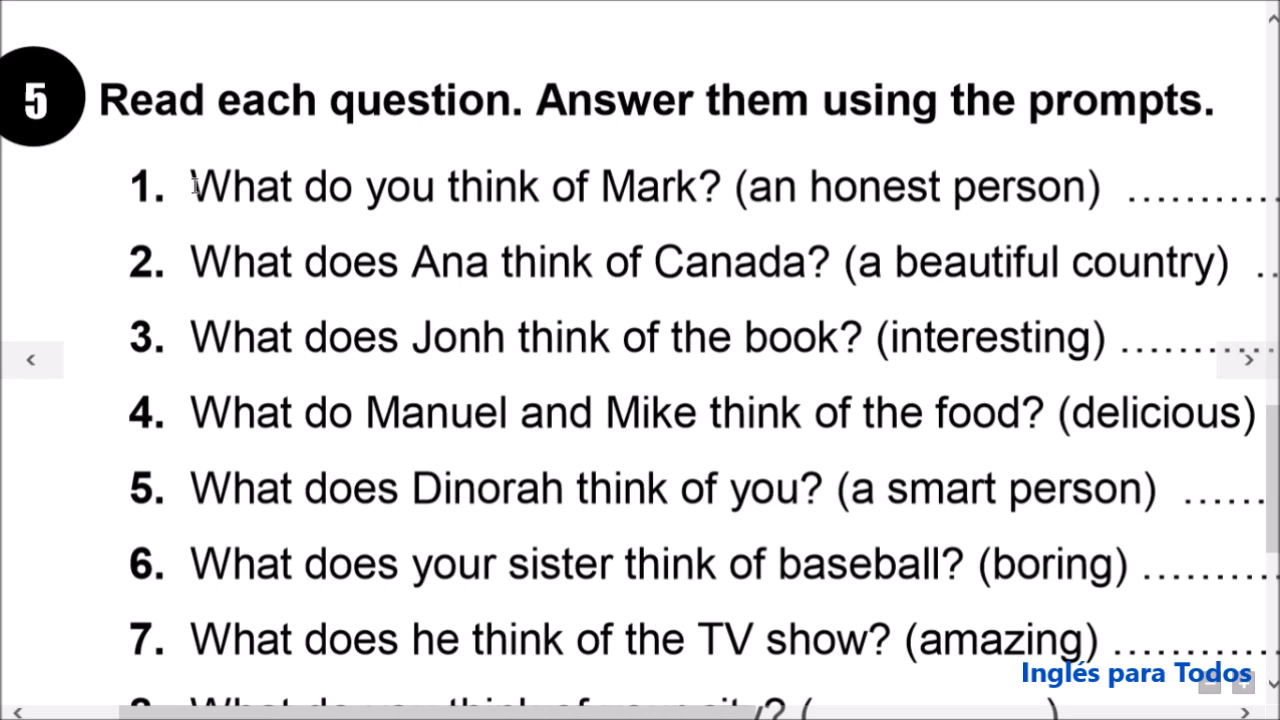 5 Read each question. Answer them using the prompts.
1. What do you think of Mark? (an honest person) ...........
2. What does Ana think of Canada? (a beautiful country) ..
3. What does Jonh think of the book? (interesting) ...........
4. What do Manuel and Mike think of the food? (delicious)
5. What does Dinorah think of you? (a smart person) ......
6. What does your sister think of baseball? (boring) ..........
7. What does he think of the TV show? (amazing) ............
Inglés para Todos